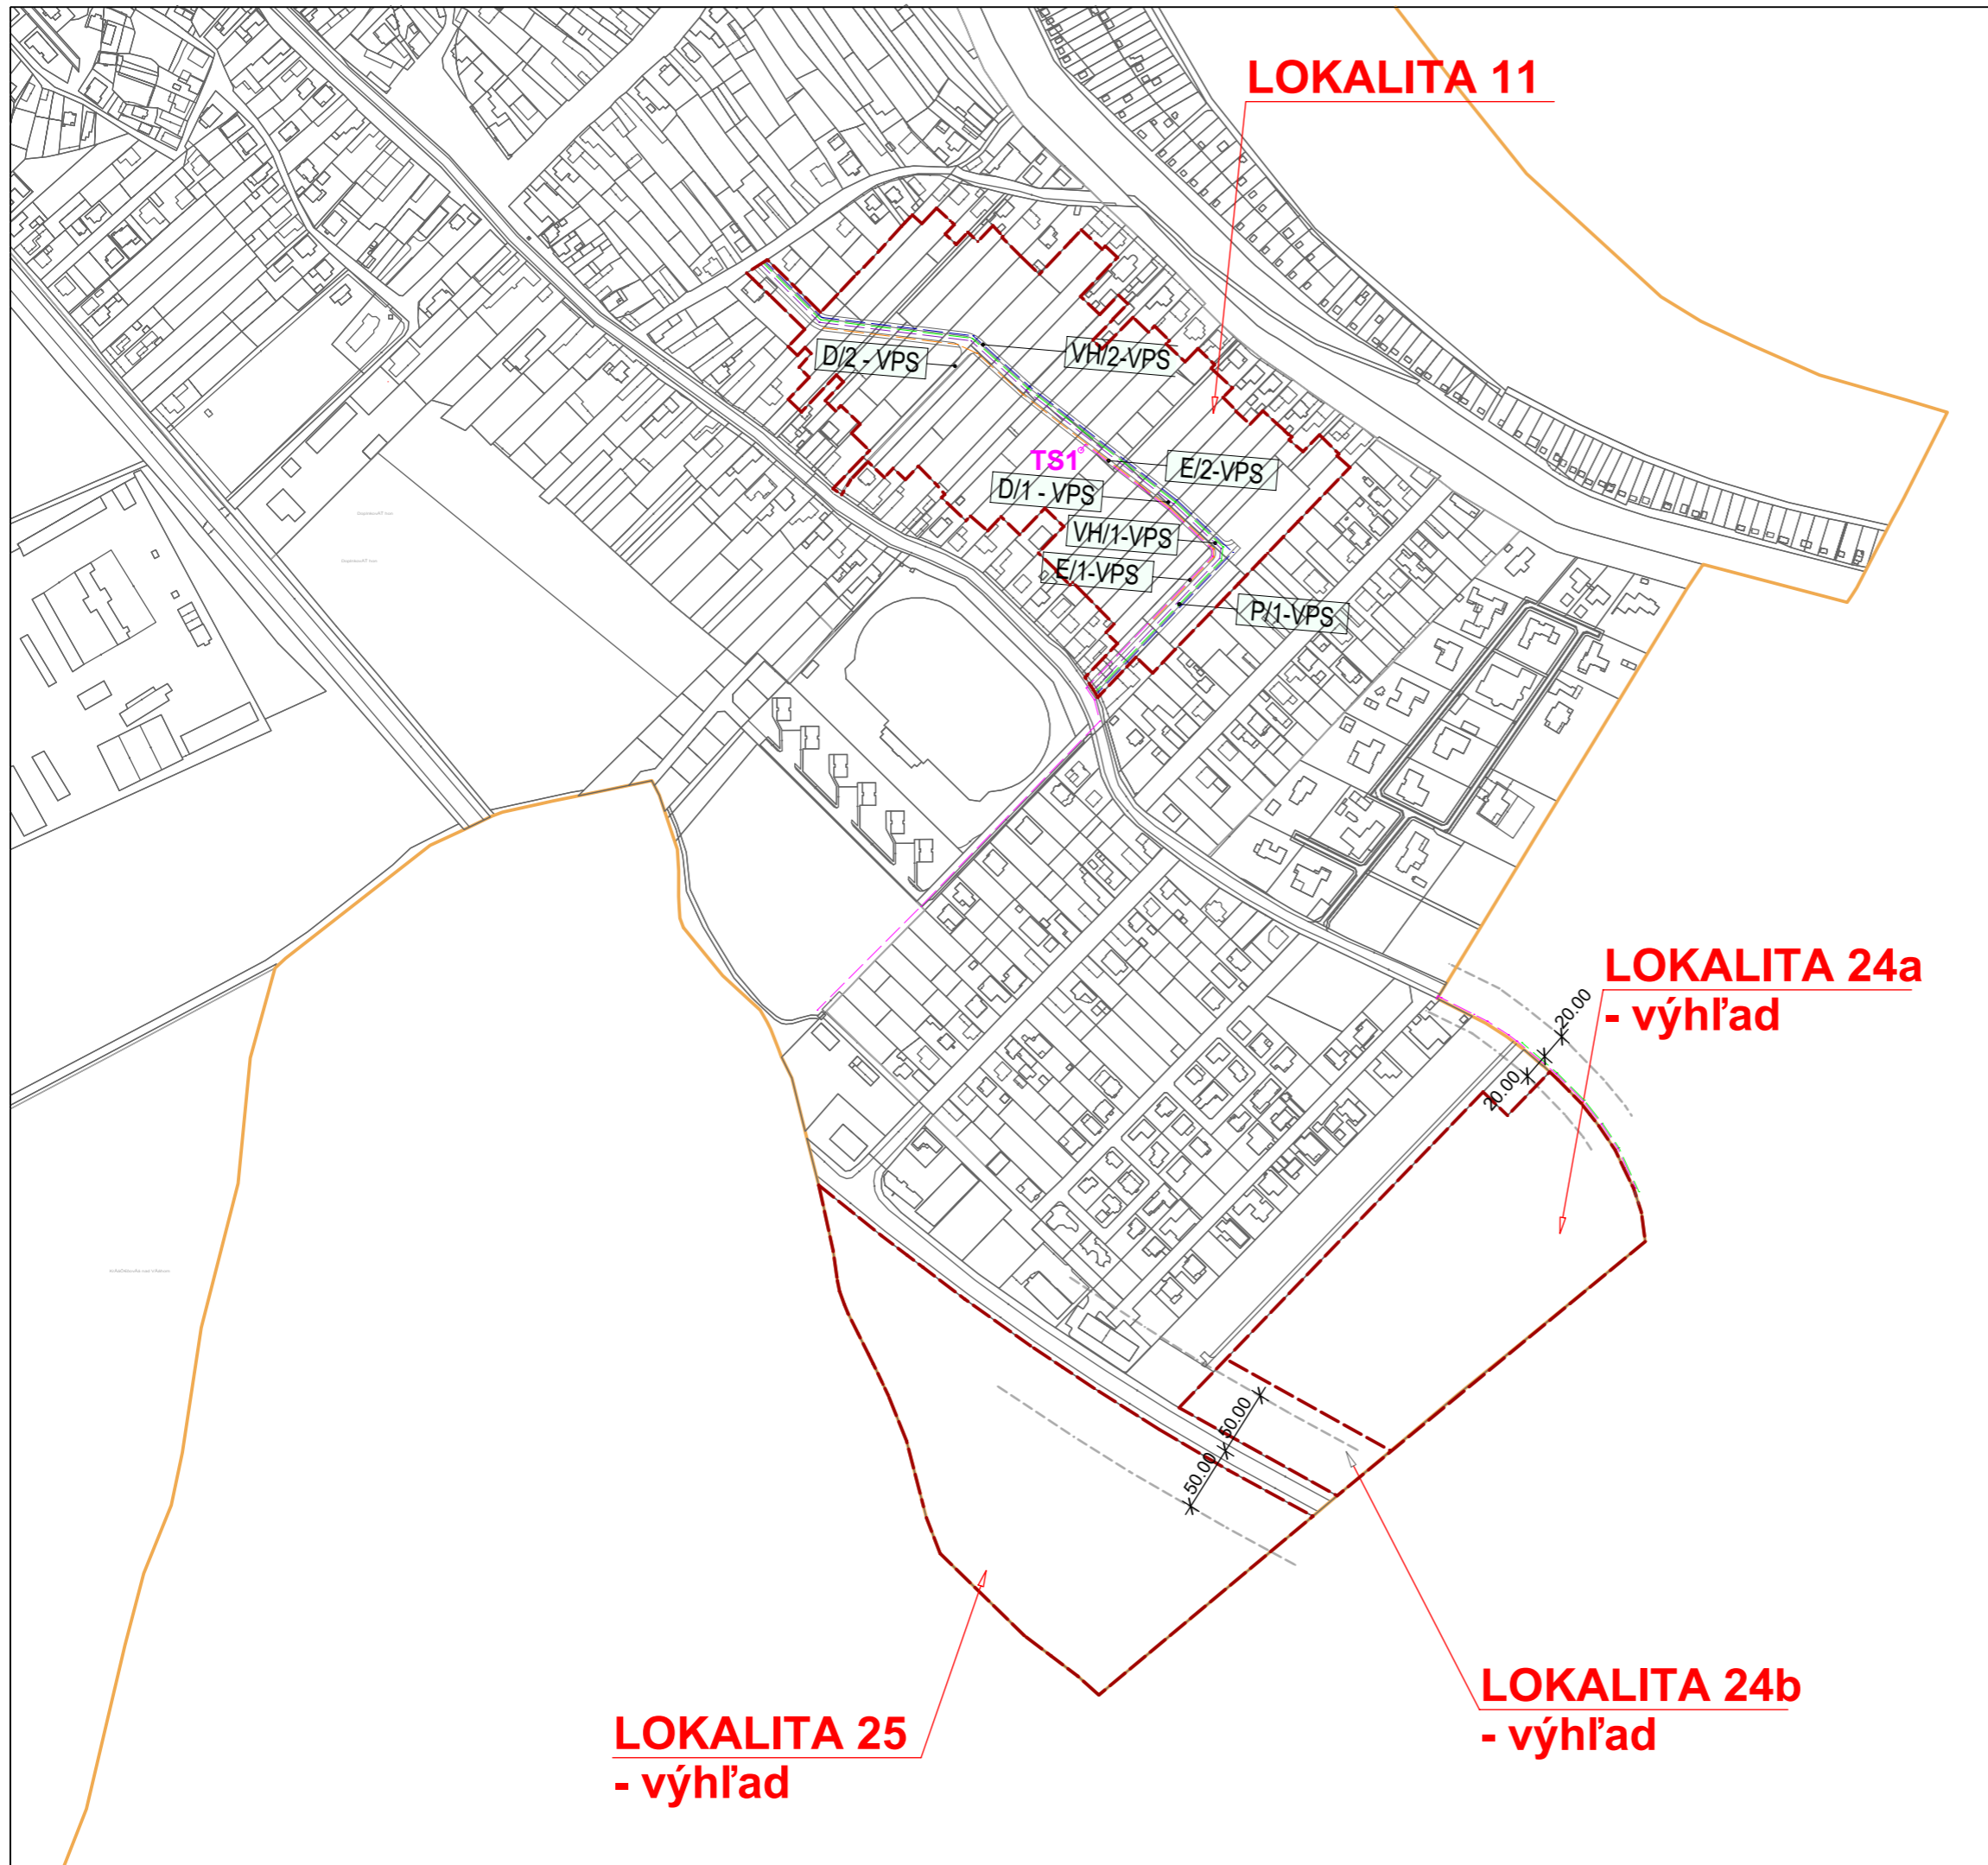 LOKALITA 11
D/2 - VPS
VH/2-VPS
TS1
E/2-VPS
D/1 - VPS
VH/1-VPS
E/1-VPS
P/1-VPS
LOKALITA 24a
- výhľad
20.00
20.00
50.00
50.00
LOKALITA 24b
- výhľad
LOKALITA 25
- výhľad